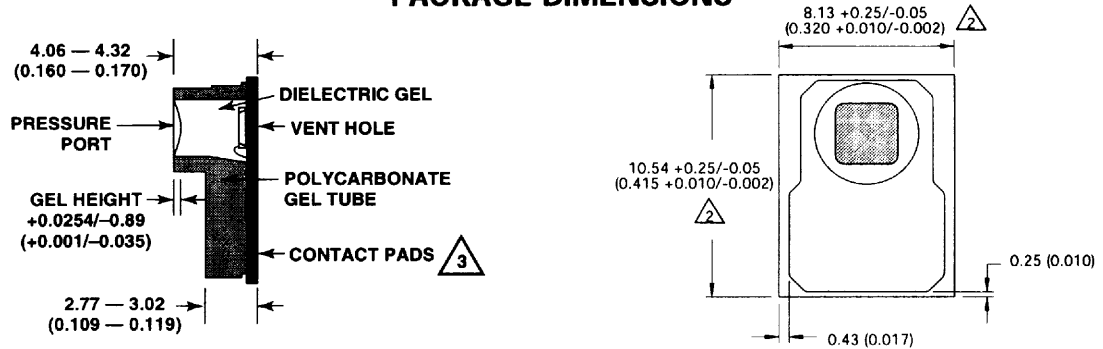 PACKAGE DIMENSIONS
4.06 — 4.32
(0.160 — 0.170)
DIELECTRIC GEL
PRESSURE
PORT
VENT HOLE
POLYCARBONATE
GEL TUBE
GEL HEIGHT
+0.0254/–0.89
(+0.001/–0.035)
CONTACT PADS 3
2.77 — 3.02
(0.109 — 0.119)
8.13 +0.25/-0.05
(0.320 +0.010/-0.002)
2
10.54 +0.25/-0.05
(0.415 +0.010/-0.002)
2
0.25 (0.010)
0.43 (0.017)